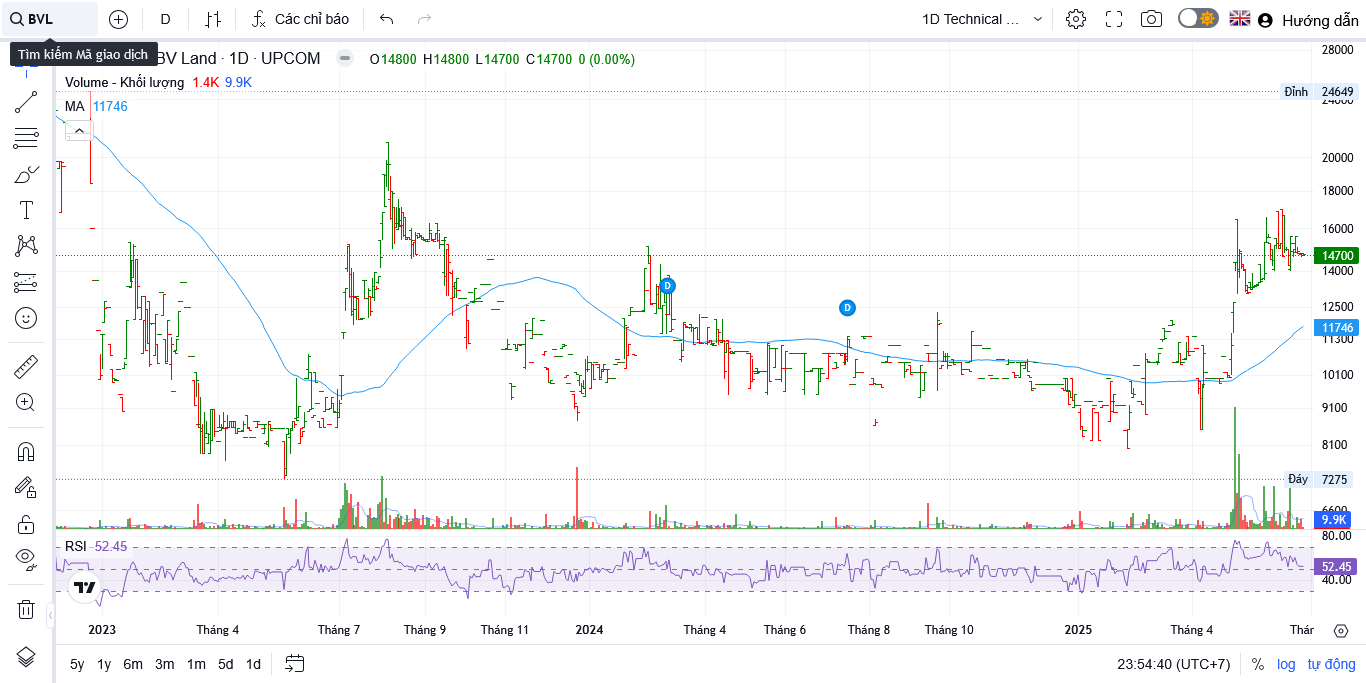 BVL
D
Các chỉ báo
1D Technical ...
Hướng dẫn
Tìm kiếm Mã giao dịch
BV Land · 1D · UPCOM
O14800 H14800 L14700 C14700 0 (0.00%)
Volume - Khối lượng 1.4K 9.9K
MA 11746
28000
Đỉnh 24649
24000
20000
18000
16000
14700
14000
12500
11746
11300
10100
9100
8100
Đáy 7275
6600
9.9K
D
D
RSI 52.45
80.00
52.45
40.00
2023
Tháng 4
Tháng 7
Tháng 9
Tháng 11
2024
Tháng 4
Tháng 6
Tháng 8
Tháng 10
2025
Tháng 4
Thár
5y 1y 6m 3m 1m 5d 1d
23:54:40 (UTC+7)
% log tự động